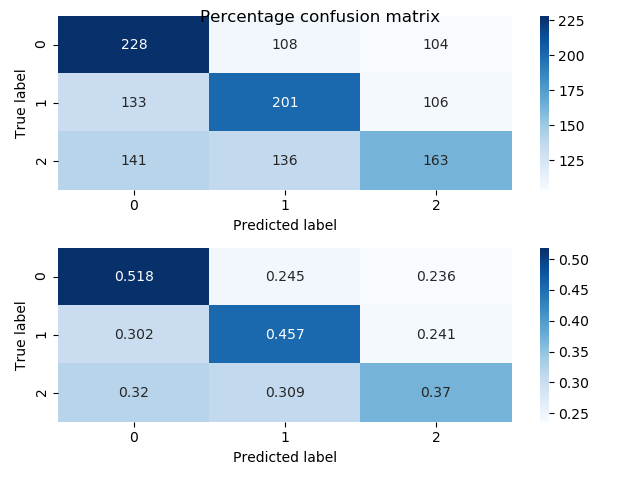 Percentage confusion matrix
True label
0 228 108 104
1 133 201 106
2 141 136 163
0 1 2
Predicted label
225
200
175
150
125
True label
0 0.518 0.245 0.236
1 0.302 0.457 0.241
2 0.32 0.309 0.37
0 1 2
Predicted label
0.50
0.45
0.40
0.35
0.30
0.25